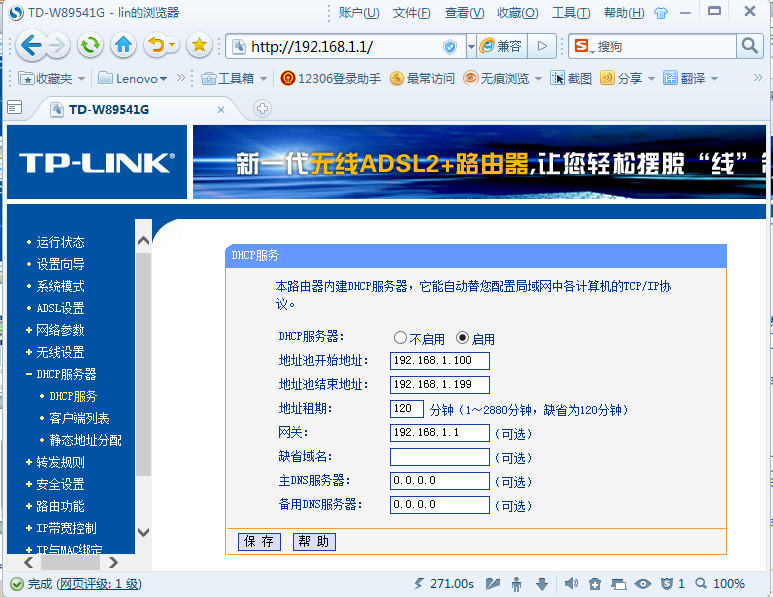 TD-W89541G - lin的浏览器
账户(U) 文件(F) 查看(V) 收藏(O) 工具(T) 帮助(H)
http://192.168.1.1/ 兼容 搜狗
收藏夹 Lenovo 工具箱 12306登录助手 最常访问 无痕浏览 截图 分享 翻译
TD-W89541G
TP-LINK®
新一代无线ADSL2+路由器,让您轻松摆脱“线”
运行状态
设置向导
系统模式
ADSL设置
网络参数
无线设置
DHCP服务器
DHCP服务
客户端列表
静态地址分配
转发规则
安全设置
路由功能
IP带宽控制
IP与MAC绑定
DHCP服务
本路由器内建DHCP服务器，它能自动替您配置局域网中各计算机的TCP/IP协
议。
DHCP服务器： 不启用 启用
地址池开始地址： 192.168.1.100
地址池结束地址： 192.168.1.199
地址租期： 120 分钟（1～2880分钟，缺省为120分钟）
网关： 192.168.1.1 （可选）
缺省域名： （可选）
主DNS服务器： 0.0.0.0 （可选）
备用DNS服务器： 0.0.0.0 （可选）
保 存 帮 助
完成 (网页评级: 1 级) 271.00s 1 100%